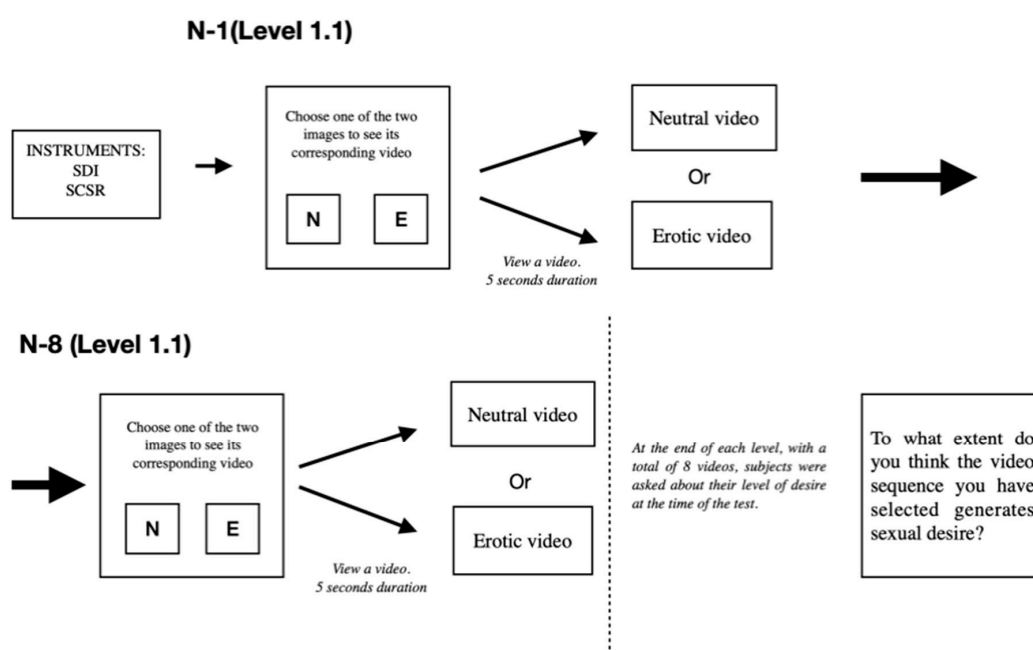 N-1(Level 1.1)
INSTRUMENTS:
SDI
SCSR
Choose one of the two
images to see its
corresponding video
N E
View a video.
5 seconds duration
Neutral video
Or
Erotic video
N-8 (Level 1.1)
Choose one of the two
images to see its
corresponding video
N E
View a video.
5 seconds duration
Neutral video
Or
Erotic video
At the end of each level, with a
total of 8 videos, subjects were
asked about their level of desire
at the time of the test.
To what extent do
you think the video
sequence you have
selected generates
sexual desire?